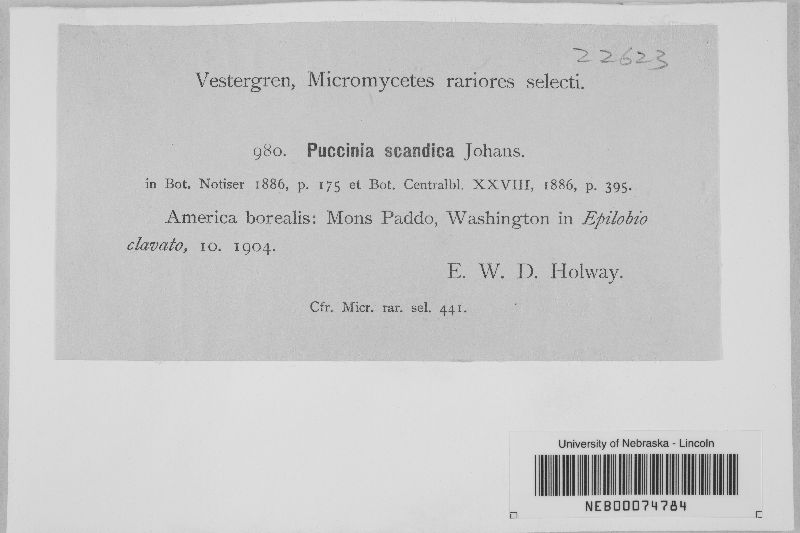 22623
Vestergren, Micromycetes rariores selecti.
980. Puccinia scandica Johans.
in Bot. Notiser 1886, p. 175 et Bot. Centralbl. XXVIII, 1886, p. 395.
America borealis: Mons Paddo, Washington in Epilobio
clavato, 10. 1904.
E. W. D. Holway.
Cfr. Micr. rar. sel. 441.
University of Nebraska - Lincoln
NEB00074784